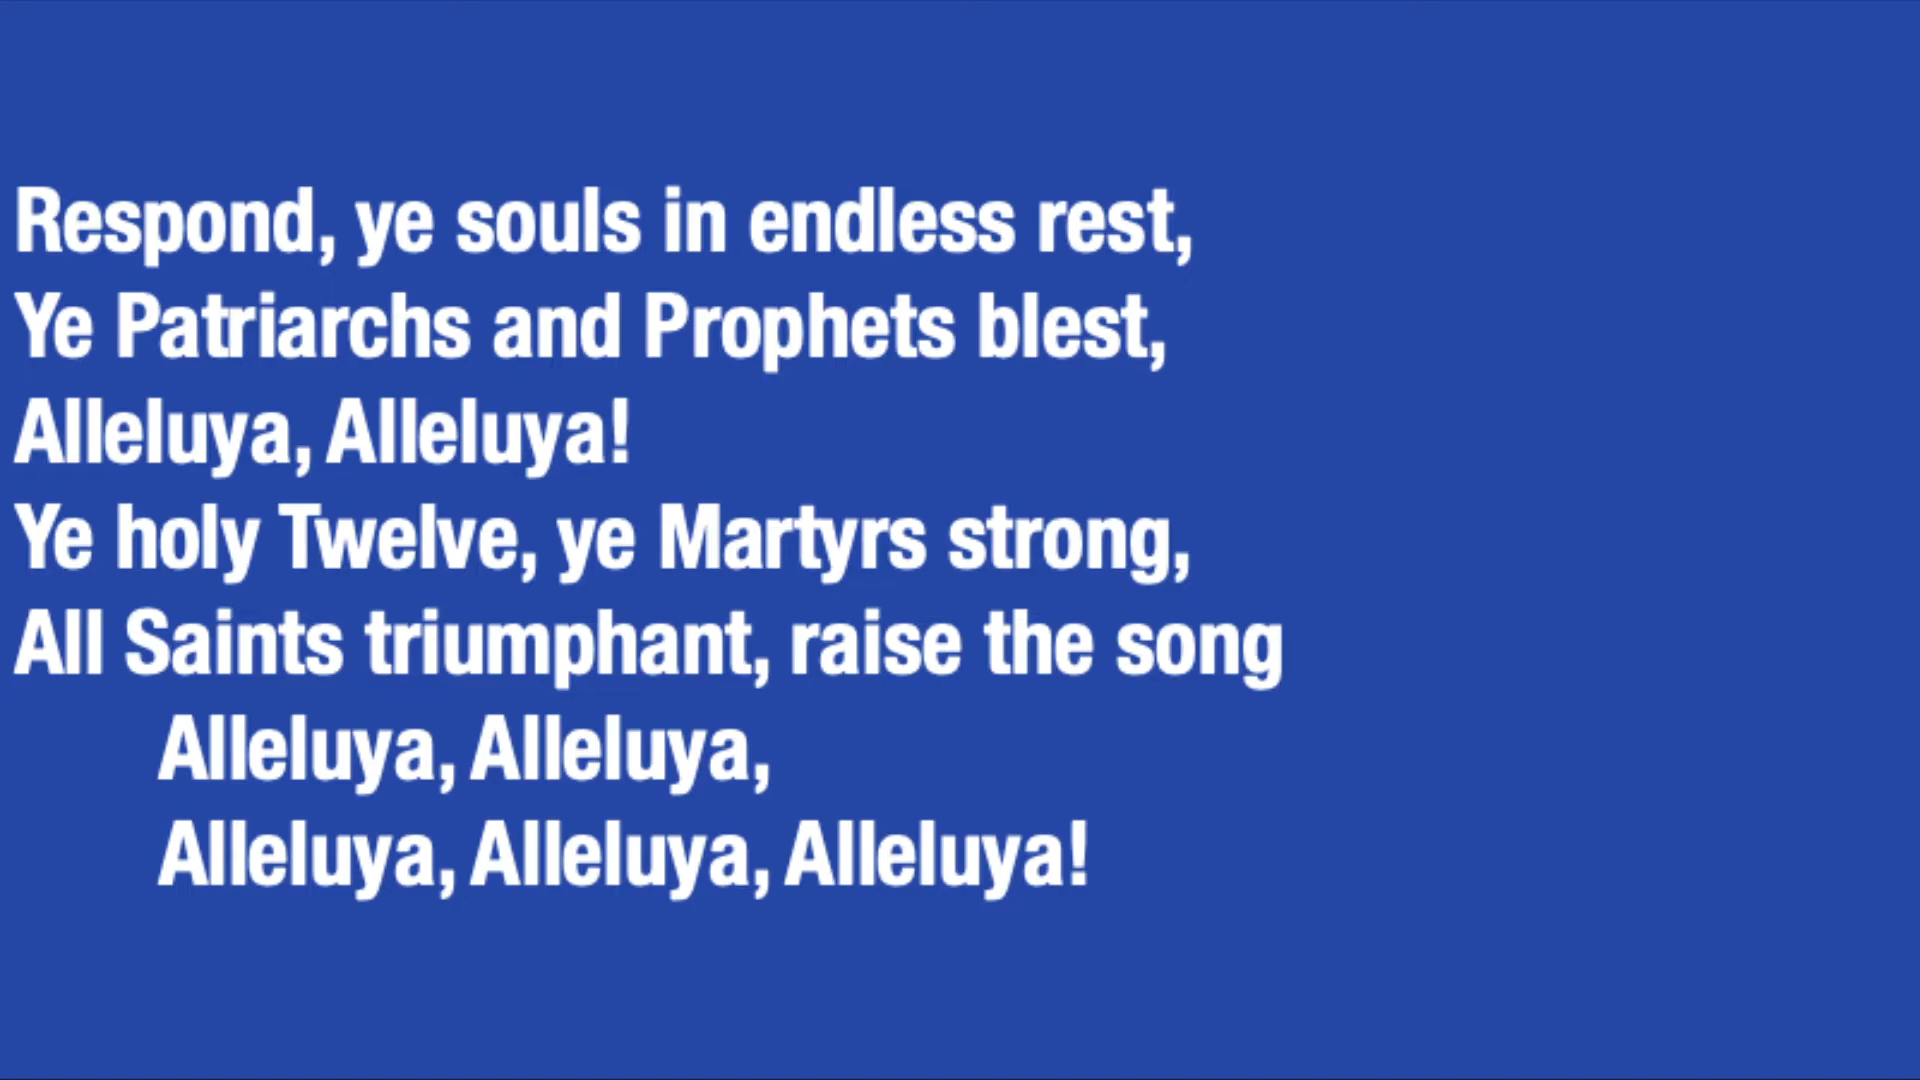 Respond, ye souls in endless rest,
Ye Patriarchs and Prophets blest,
Alleluya, Alleluya!
Ye holy Twelve, ye Martyrs strong,
All Saints triumphant, raise the song
Alleluya, Alleluya,
Alleluya, Alleluya, Alleluya!